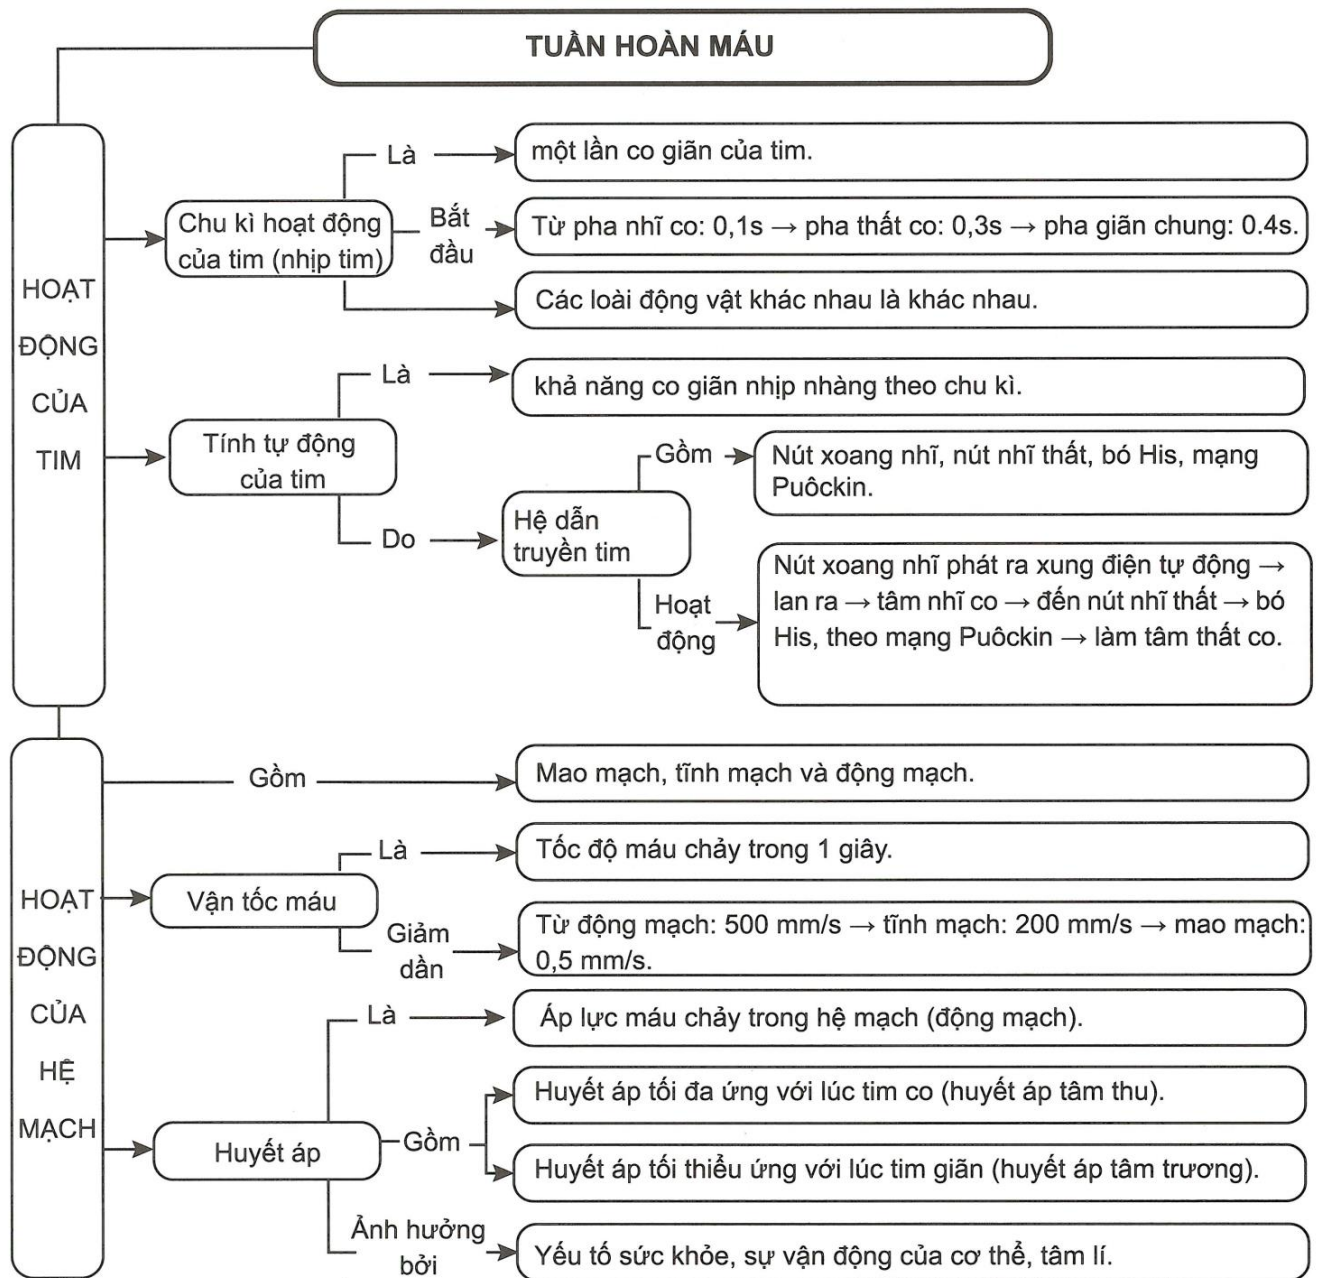 TUẦN HOÀN MÁU
HOẠT
ĐỘNG
CỦA
TIM
Chu kì hoạt động
của tim (nhịp tim)
Là
một lần co giãn của tim.
Bắt
đầu
Từ pha nhĩ co: 0,1s → pha thất co: 0,3s → pha giãn chung: 0.4s.
Các loài động vật khác nhau là khác nhau.
Tính tự động
của tim
Là
khả năng co giãn nhịp nhàng theo chu kì.
Do
Hệ dẫn
truyền tim
Gồm
Nút xoang nhĩ, nút nhĩ thất, bó His, mạng
Puôckin.
Hoạt
động
Nút xoang nhĩ phát ra xung điện tự động →
lan ra → tâm nhĩ co → đến nút nhĩ thất → bó
His, theo mạng Puôckin → làm tâm thất co.
HOẠT
ĐỘNG
CỦA
HỆ
MẠCH
Gồm
Mao mạch, tĩnh mạch và động mạch.
Vận tốc máu
Là
Tốc độ máu chảy trong 1 giây.
Giảm
dần
Từ động mạch: 500 mm/s → tĩnh mạch: 200 mm/s → mao mạch:
0,5 mm/s.
Huyết áp
Là
Áp lực máu chảy trong hệ mạch (động mạch).
Gồm
Huyết áp tối đa ứng với lúc tim co (huyết áp tâm thu).
Huyết áp tối thiểu ứng với lúc tim giãn (huyết áp tâm trương).
Ảnh hưởng
bởi
Yếu tố sức khỏe, sự vận động của cơ thể, tâm lí.